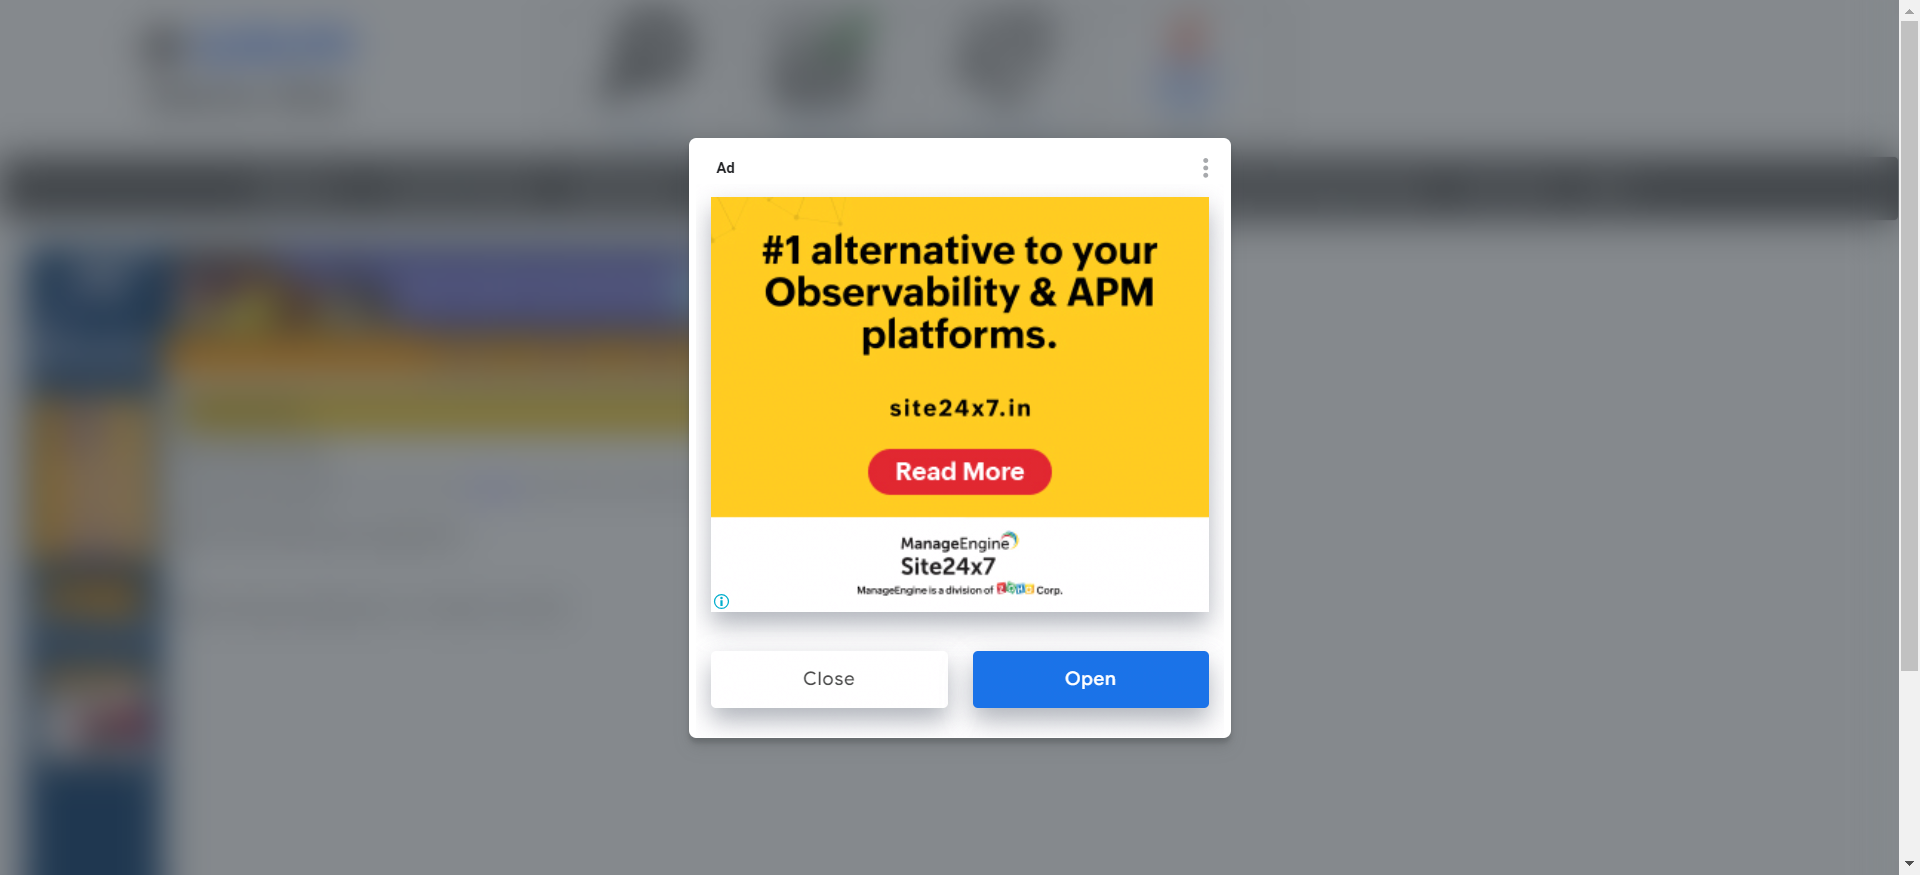 Ad
#1 alternative to your
Observability & APM
platforms.
site24x7.in
Read More
ManageEngine
Site24x7
ManageEngine is a division of ZOHO Corp.
Close
Open